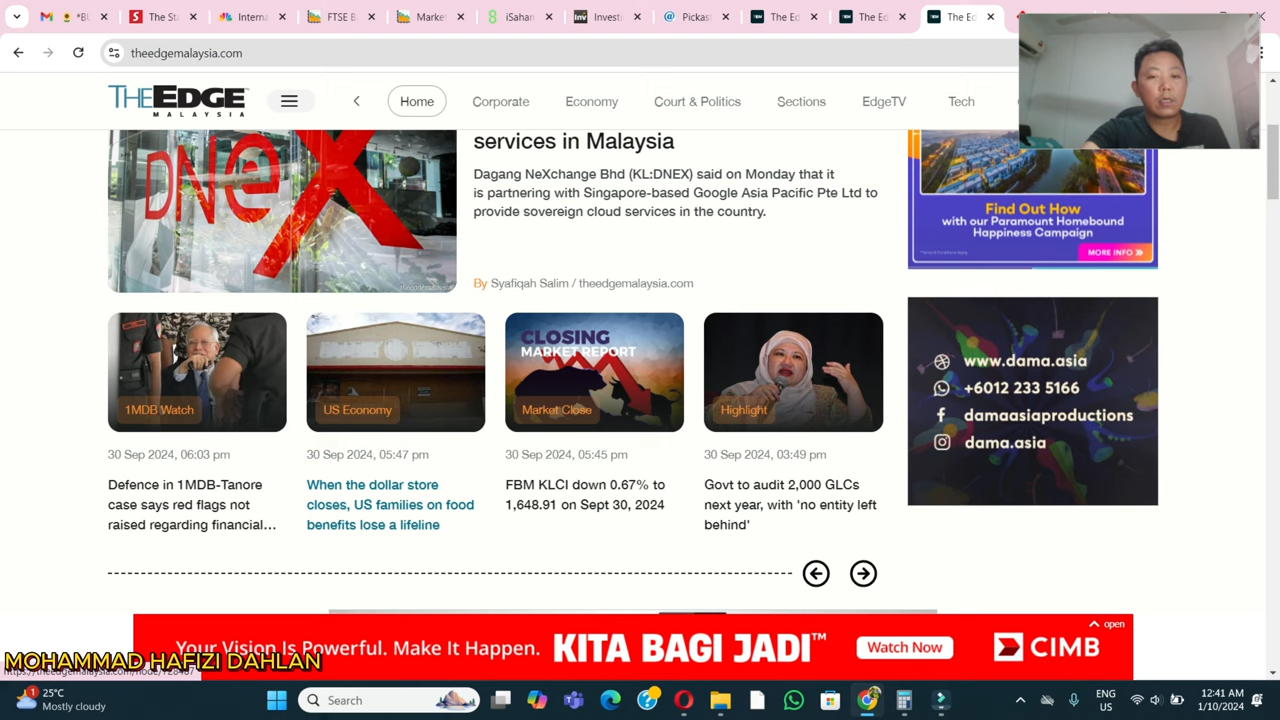 *BU
The St
Interna
FTSE B
Market
iSahan
Investi
Pickas
The Ed
The Ed
The Ed
theedgemalaysia.com
THE EDGE
MALAYSIA
Home
Corporate
Economy
Court & Politics
Sections
EdgeTV
Tech
DNeX
theedgemalaysia
services in Malaysia
Dagang NeXchange Bhd (KL:DNEX) said on Monday that it
is partnering with Singapore-based Google Asia Pacific Pte Ltd to
provide sovereign cloud services in the country.
By Syafiqah Salim / theedgemalaysia.com
Find Out How
with our Paramount Homebound
Happiness Campaign
MORE INFO »
1MDB Watch
30 Sep 2024, 06:03 pm
Defence in 1MDB-Tanore
case says red flags not
raised regarding financial…
US Economy
30 Sep 2024, 05:47 pm
When the dollar store
closes, US families on food
benefits lose a lifeline
CLOSING
MARKET REPORT
Market Close
30 Sep 2024, 05:45 pm
FBM KLCI down 0.67% to
1,648.91 on Sept 30, 2024
Highlight
30 Sep 2024, 03:49 pm
Govt to audit 2,000 GLCs
next year, with 'no entity left
behind'
www.dama.asia
+6012 233 5166
damaasiaproductions
dama.asia
open
Your Vision Is Powerful. Make It Happen.
KITA BAGI JADI™
Watch Now
CIMB
MOHAMMAD HAFIZI DAHLAN
1
25°C
Mostly cloudy
Search
ENG
US
12:41 AM
1/10/2024